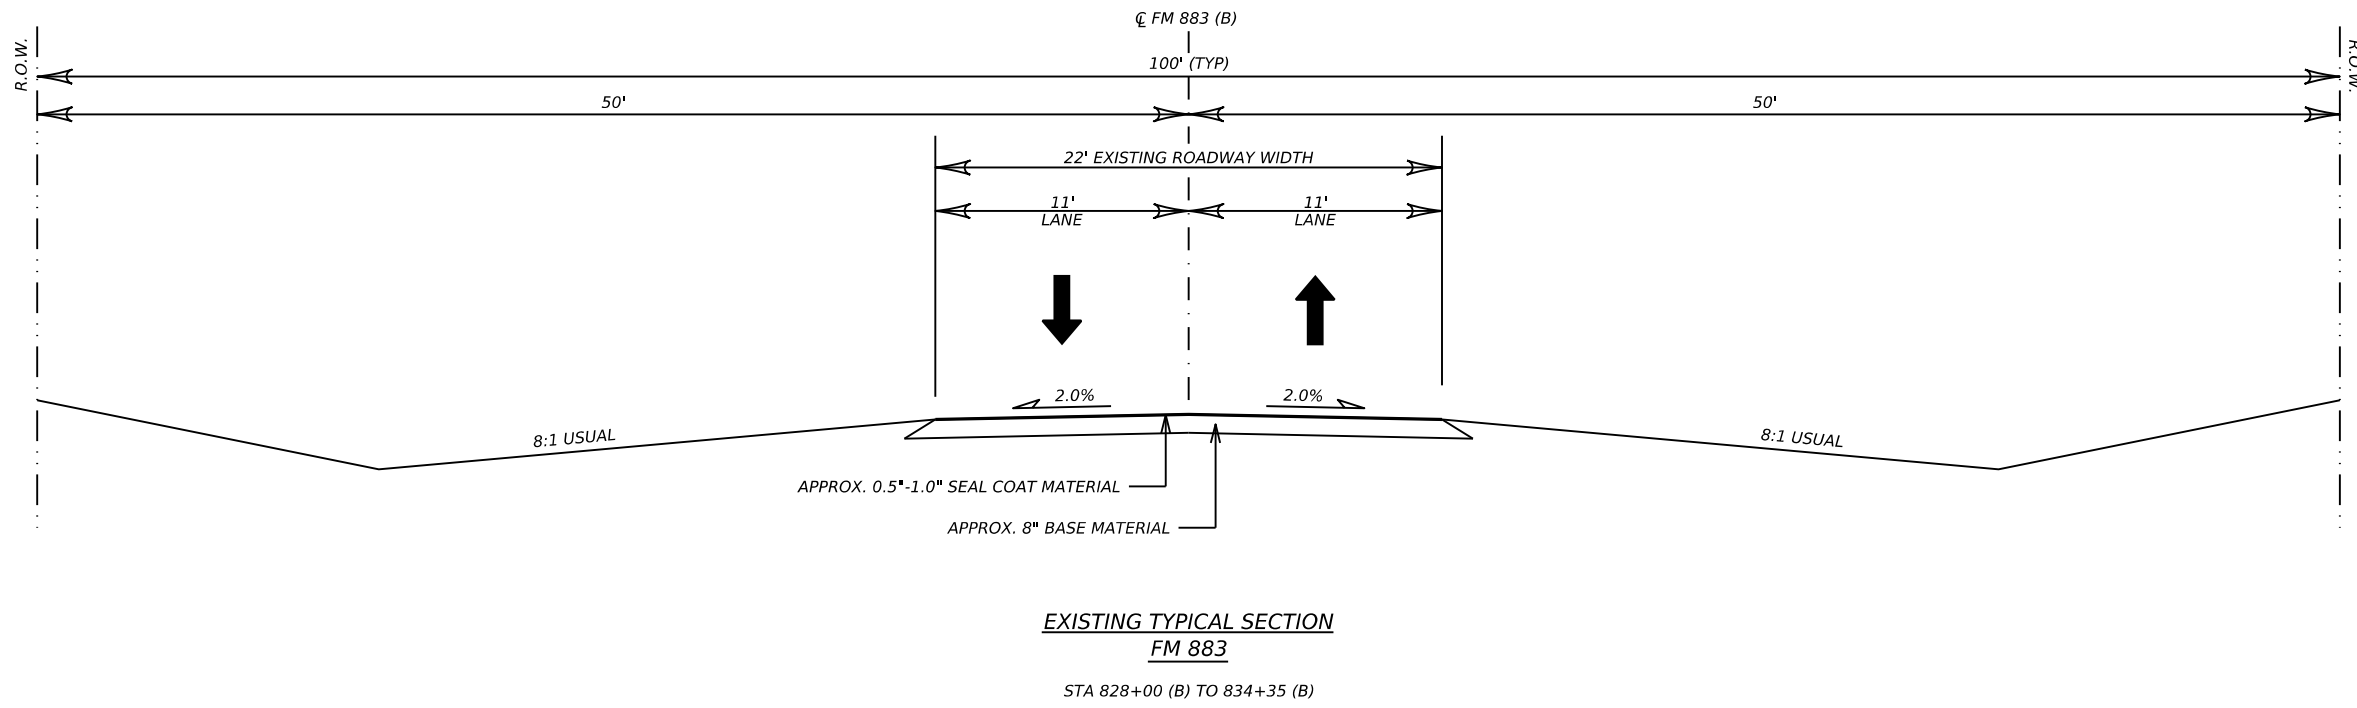 ℄ FM 883 (B)
R.O.W.
R.O.W.
100' (TYP)
50'
50'
22' EXISTING ROADWAY WIDTH
11'
LANE
11'
LANE
2.0%
2.0%
8:1 USUAL
8:1 USUAL
APPROX. 0.5"-1.0" SEAL COAT MATERIAL
APPROX. 8" BASE MATERIAL
EXISTING TYPICAL SECTION
FM 883
STA 828+00 (B) TO 834+35 (B)